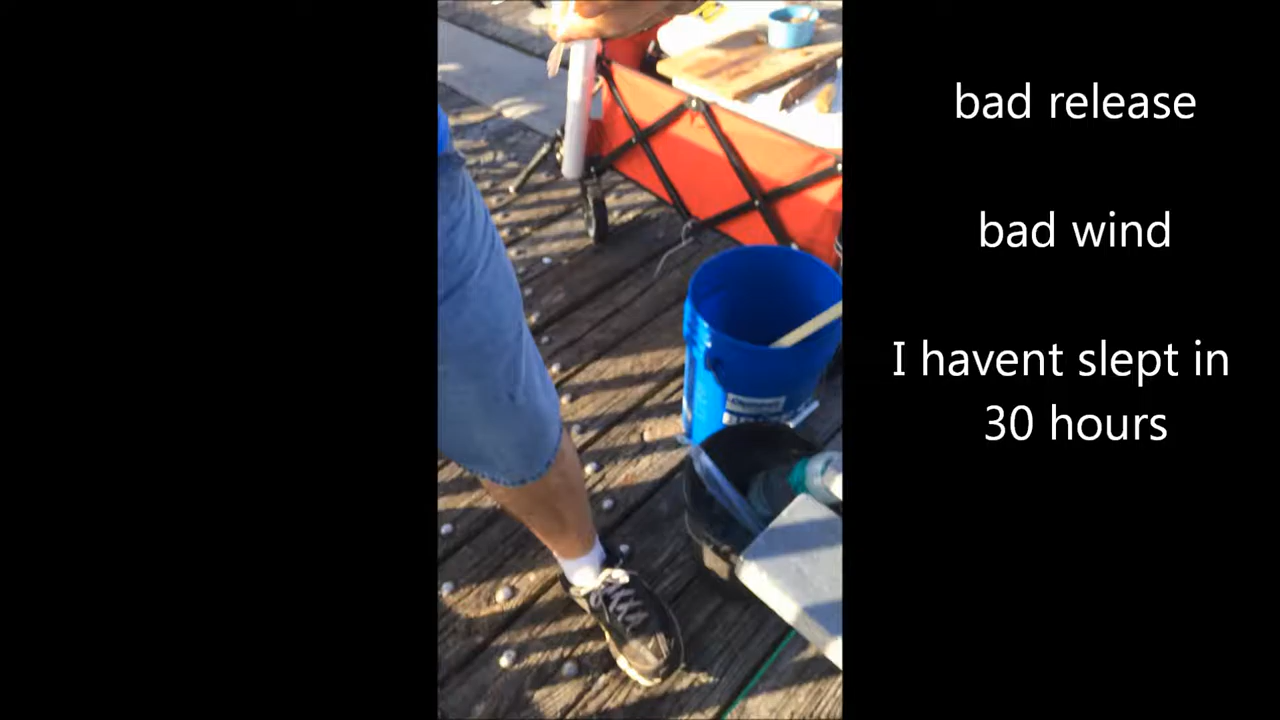 bad release
bad wind
I havent slept in
30 hours